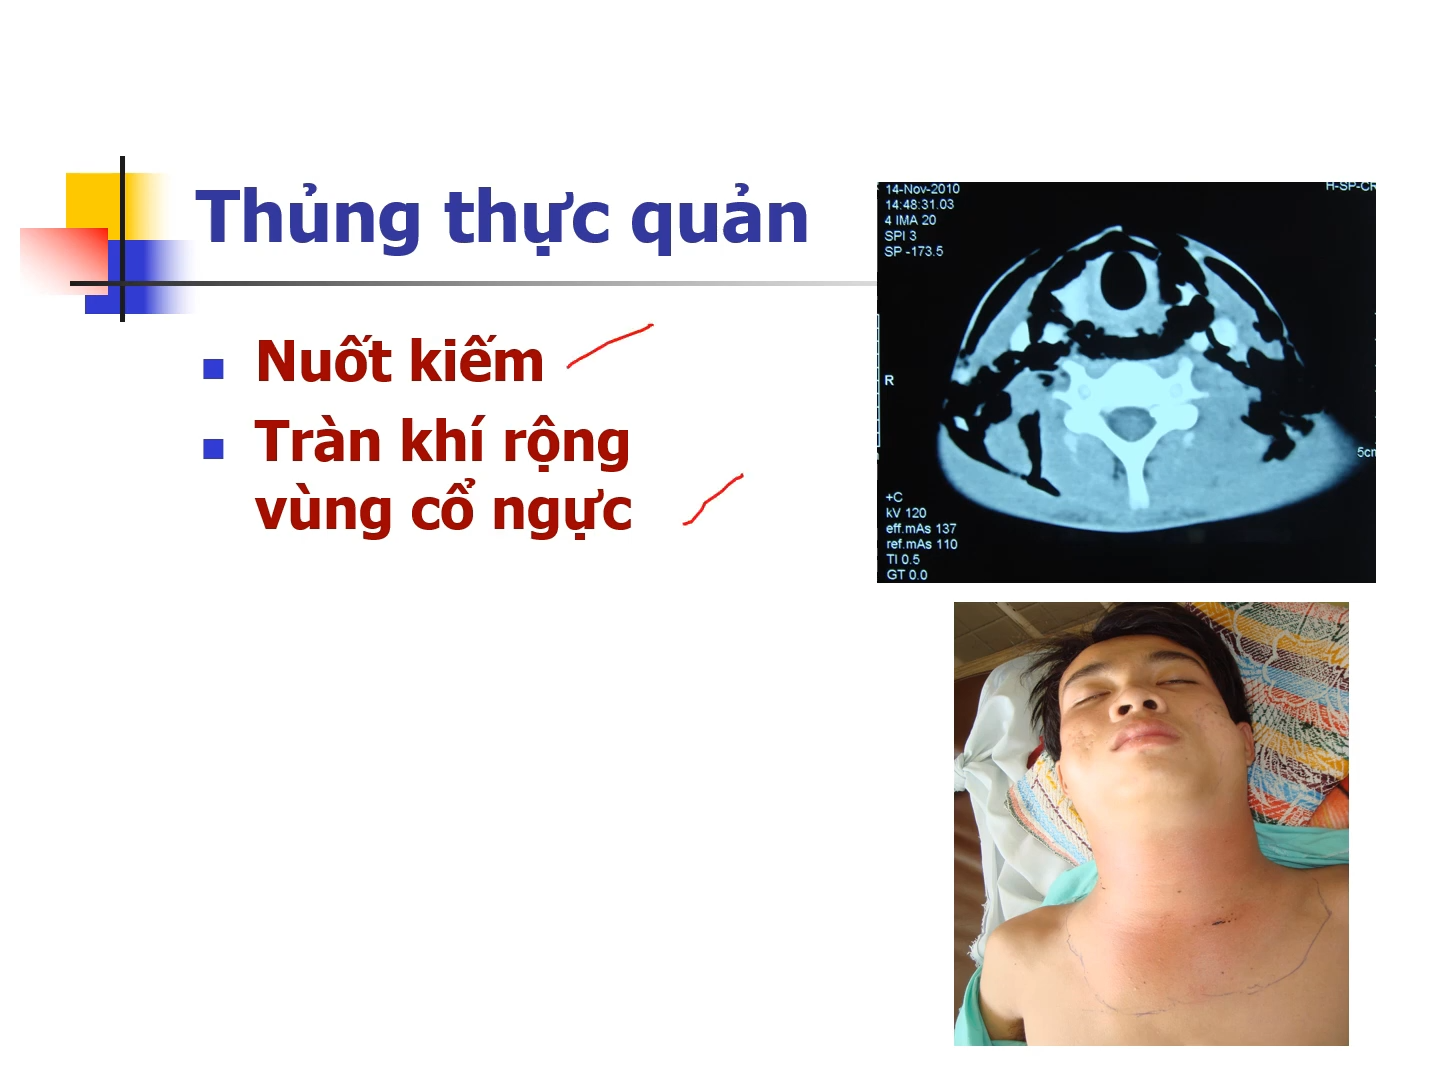 Thủng thực quản
Nuốt kiếm
Tràn khí rộng
vùng cổ ngực
14-Nov-2010
14:48:31.03
4 IMA 20
SPI 3
SP -173.5
H-SP-CR
R
5cm
+C
kV 120
eff.mAs 137
ref.mAs 110
TI 0.5
GT 0.0